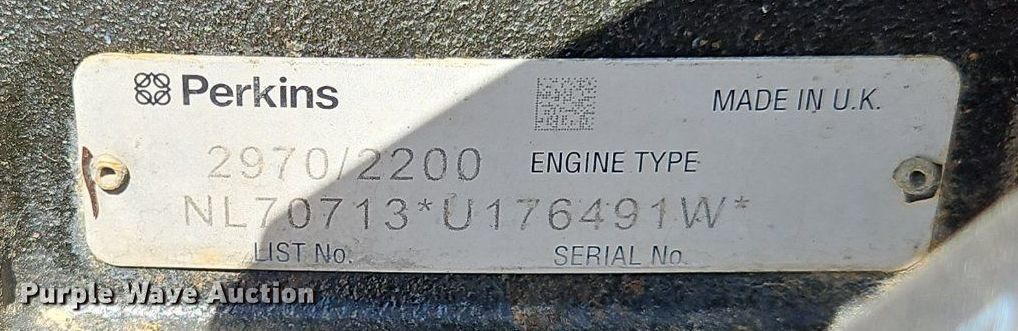 Perkins
MADE IN U.K.
2970/2200 ENGINE TYPE
NL70713*U176491W*
LIST No. SERIAL No.
Purple Wave Auction